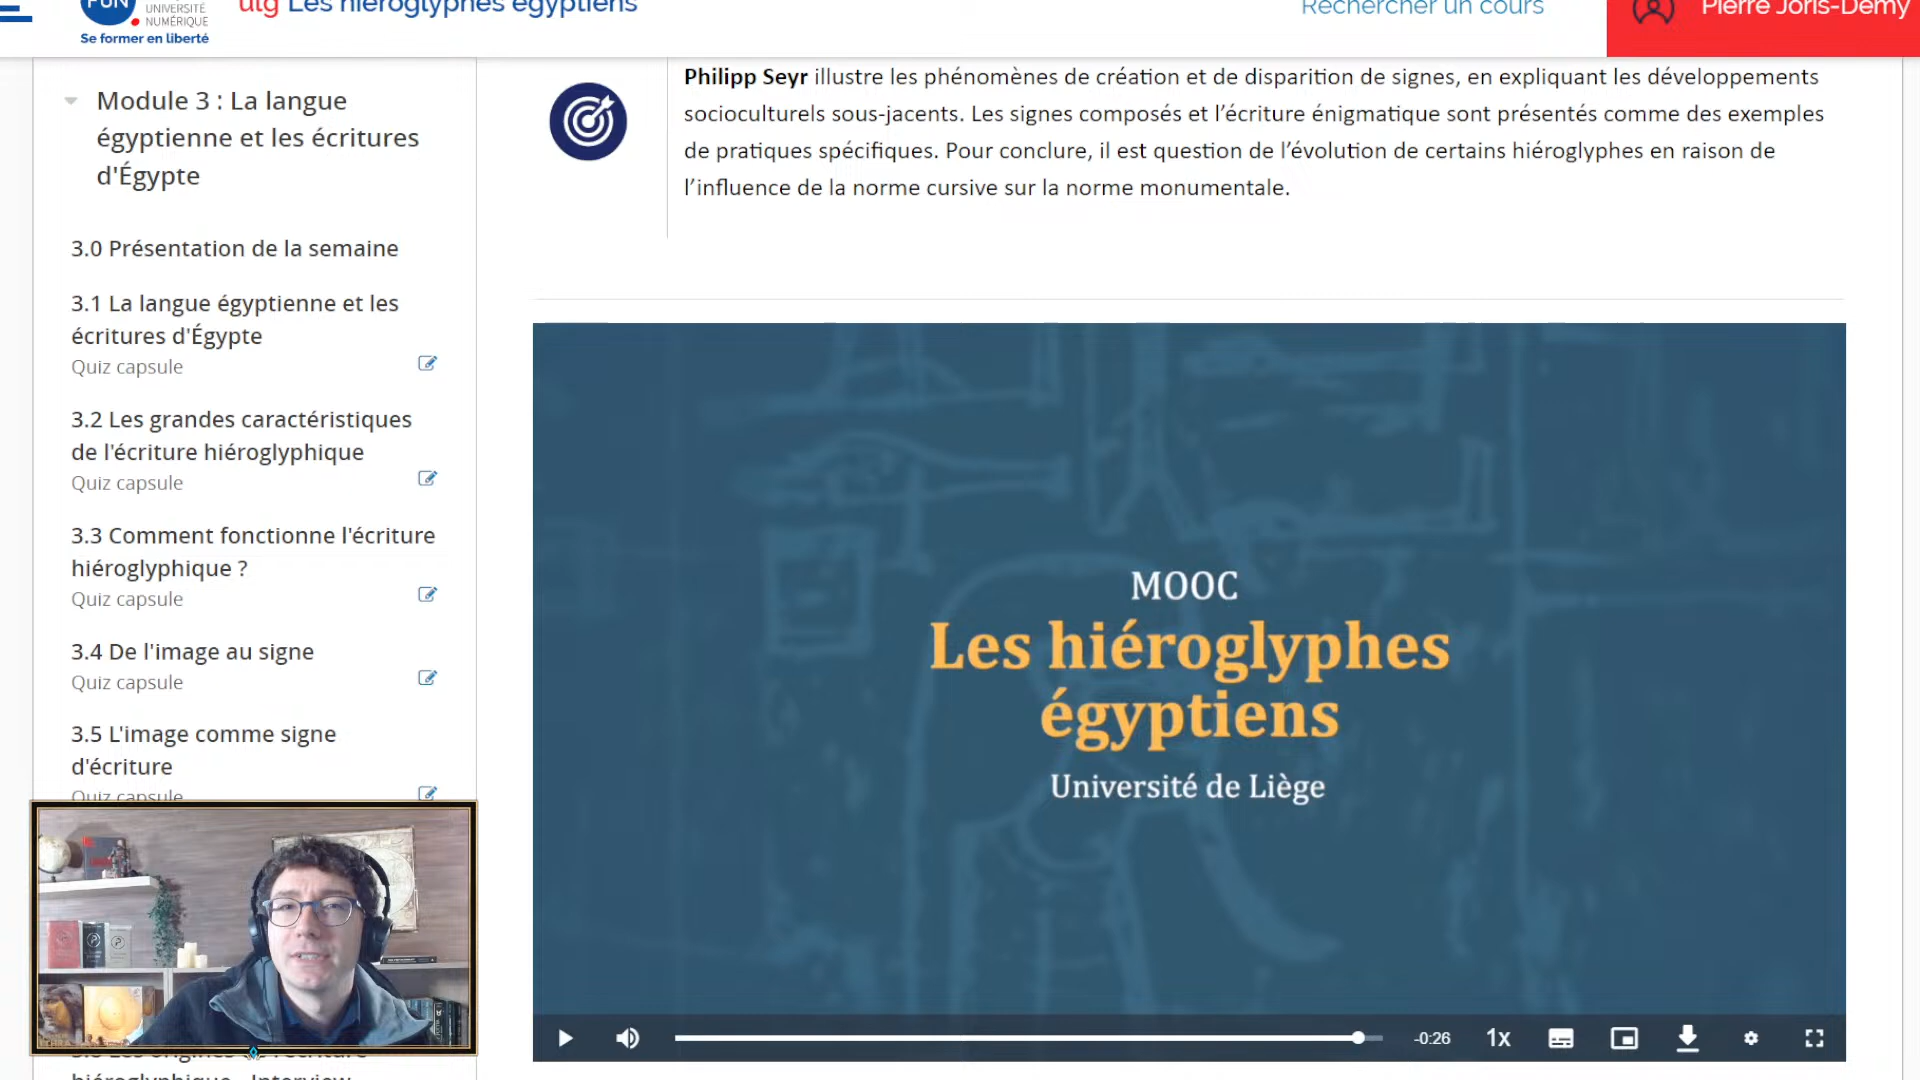 FUN
UNIVERSITÉ
NUMÉRIQUE
Se former en liberté
ulg Les hiéroglyphes égyptiens
Rechercher un cours
Pierre Joris-Demy
Module 3 : La langue
égyptienne et les écritures
d'Égypte
3.0 Présentation de la semaine
3.1 La langue égyptienne et les
écritures d'Égypte
Quiz capsule
3.2 Les grandes caractéristiques
de l'écriture hiéroglyphique
Quiz capsule
3.3 Comment fonctionne l'écriture
hiéroglyphique ?
Quiz capsule
3.4 De l'image au signe
Quiz capsule
3.5 L'image comme signe
d'écriture
Quiz capsule
hiéroglyphique - Interview
Philipp Seyr illustre les phénomènes de création et de disparition de signes, en expliquant les développements
socioculturels sous-jacents. Les signes composés et l’écriture énigmatique sont présentés comme des exemples
de pratiques spécifiques. Pour conclure, il est question de l’évolution de certains hiéroglyphes en raison de
l’influence de la norme cursive sur la norme monumentale.
MOOC
Les hiéroglyphes
égyptiens
Université de Liège
-0:26
1x